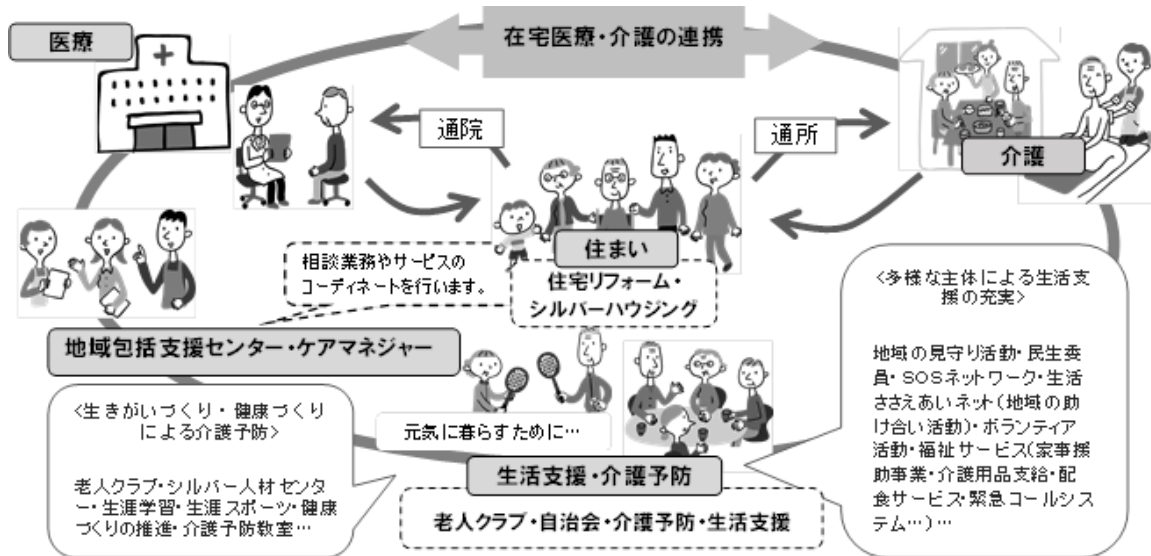 医療
在宅医療・介護の連携
通院
通所
介護
住まい
住宅リフォーム・
シルバーハウジング
相談業務やサービスの
コーディネートを行います。
地域包括支援センター・ケアマネジャー
<多様な主体による生活支
援の充実>
地域の見守り活動・民生委
員・SOSネットワーク・生活
ささえあいネット(地域の助
け合い活動)・ボランティア
活動・福祉サービス(家事援
助事業・介護用品支給・配
食サービス・緊急コールシス
テム…)…
<生きがいづくり・健康づくり
による介護予防>
老人クラブ・シルバー人材センタ
ー・生涯学習・生涯スポーツ・健康
づくりの推進・介護予防教室…
元気に暮らすために…
生活支援・介護予防
老人クラブ・自治会・介護予防・生活支援